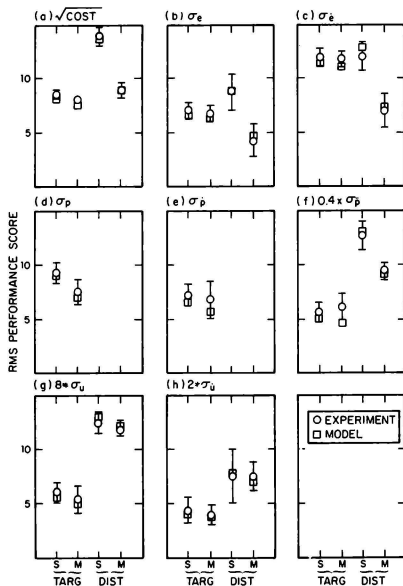 (a) √COST
(b) σe
(c) σė
10
5
RMS PERFORMANCE SCORE
(d) σp
(e) σṗ
(f) 0.4 x σp̈
10
5
(g) 8* σu
(h) 2* σu̇
○ EXPERIMENT
□ MODEL
10
5
S M S M
TARG DIST
S M S M
TARG DIST
S M S M
TARG DIST